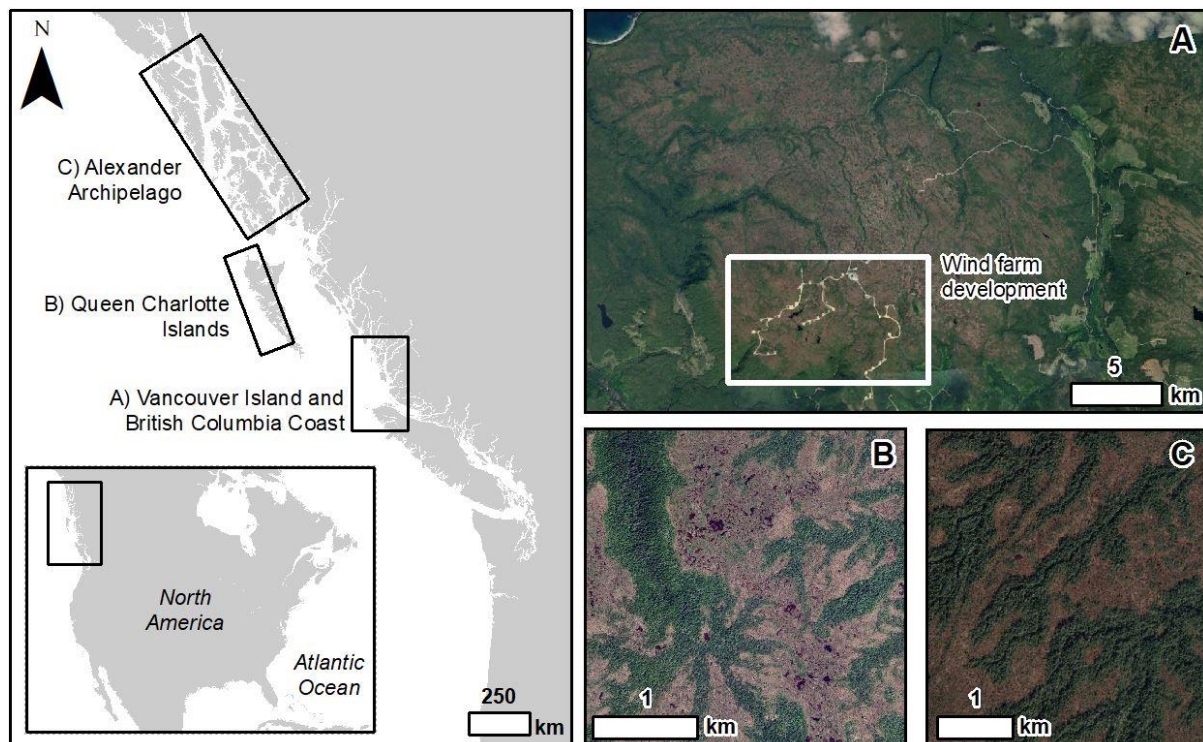 N
C) Alexander
Archipelago
B) Queen Charlotte
Islands
A) Vancouver Island and
British Columbia Coast
North
America
Atlantic
Ocean
250
km
A
Wind farm
development
5
km
B
1
km
C
1
km